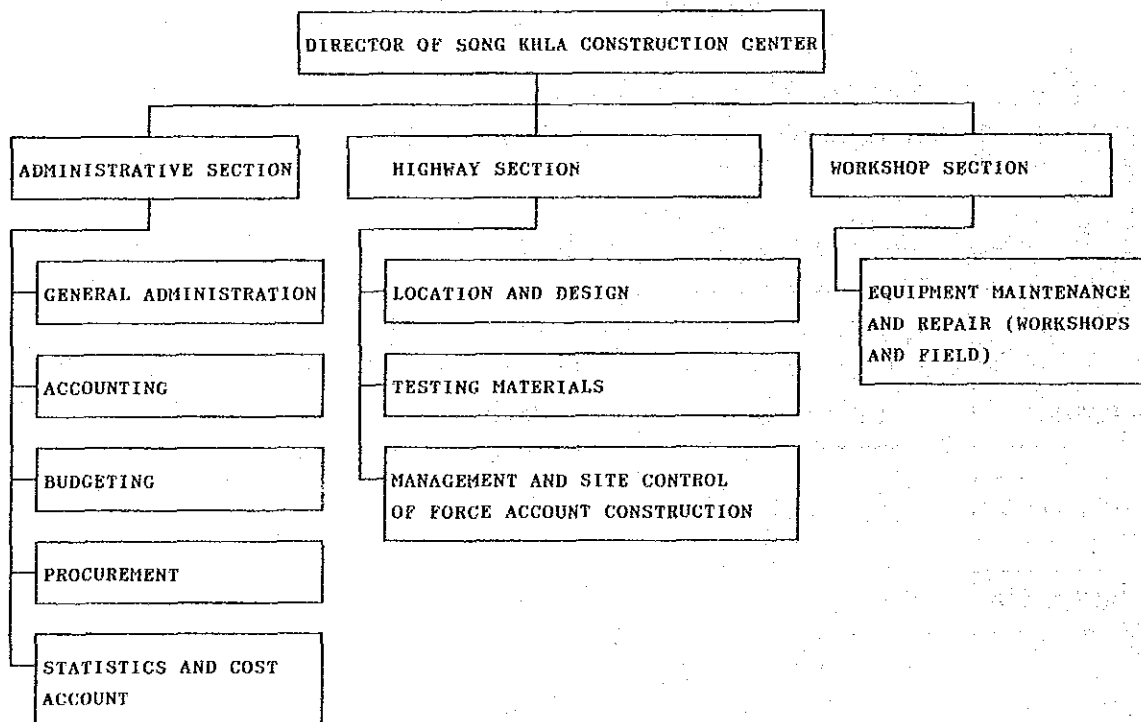 DIRECTOR OF SONG KHLA CONSTRUCTION CENTER
ADMINISTRATIVE SECTION
HIGHWAY SECTION
WORKSHOP SECTION
GENERAL ADMINISTRATION
ACCOUNTING
BUDGETING
PROCUREMENT
STATISTICS AND COST
ACCOUNT
LOCATION AND DESIGN
TESTING MATERIALS
MANAGEMENT AND SITE CONTROL
OF FORCE ACCOUNT CONSTRUCTION
EQUIPMENT MAINTENANCE
AND REPAIR (WORKSHOPS
AND FIELD)